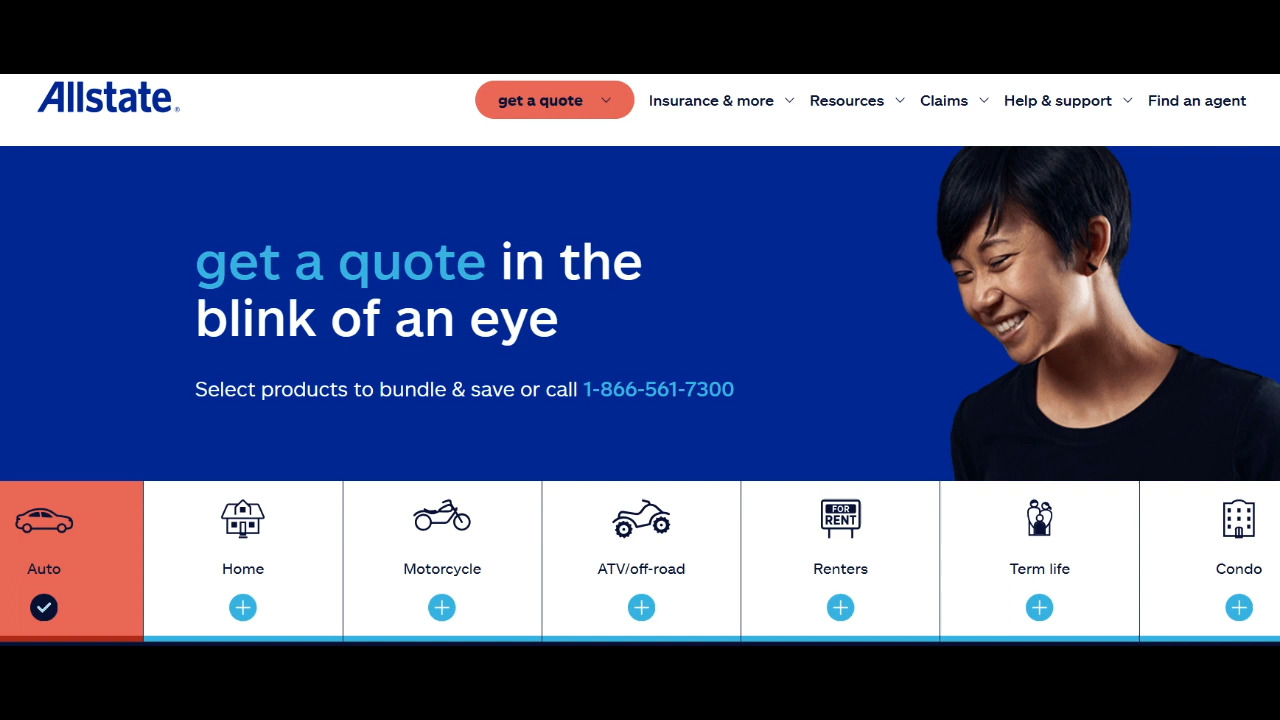 Allstate®
get a quote
Insurance & more
Resources
Claims
Help & support
Find an agent
get a quote in the
blink of an eye
Select products to bundle & save or call 1-866-561-7300
FOR
RENT
Auto
Home
Motorcycle
ATV/off-road
Renters
Term life
Condo